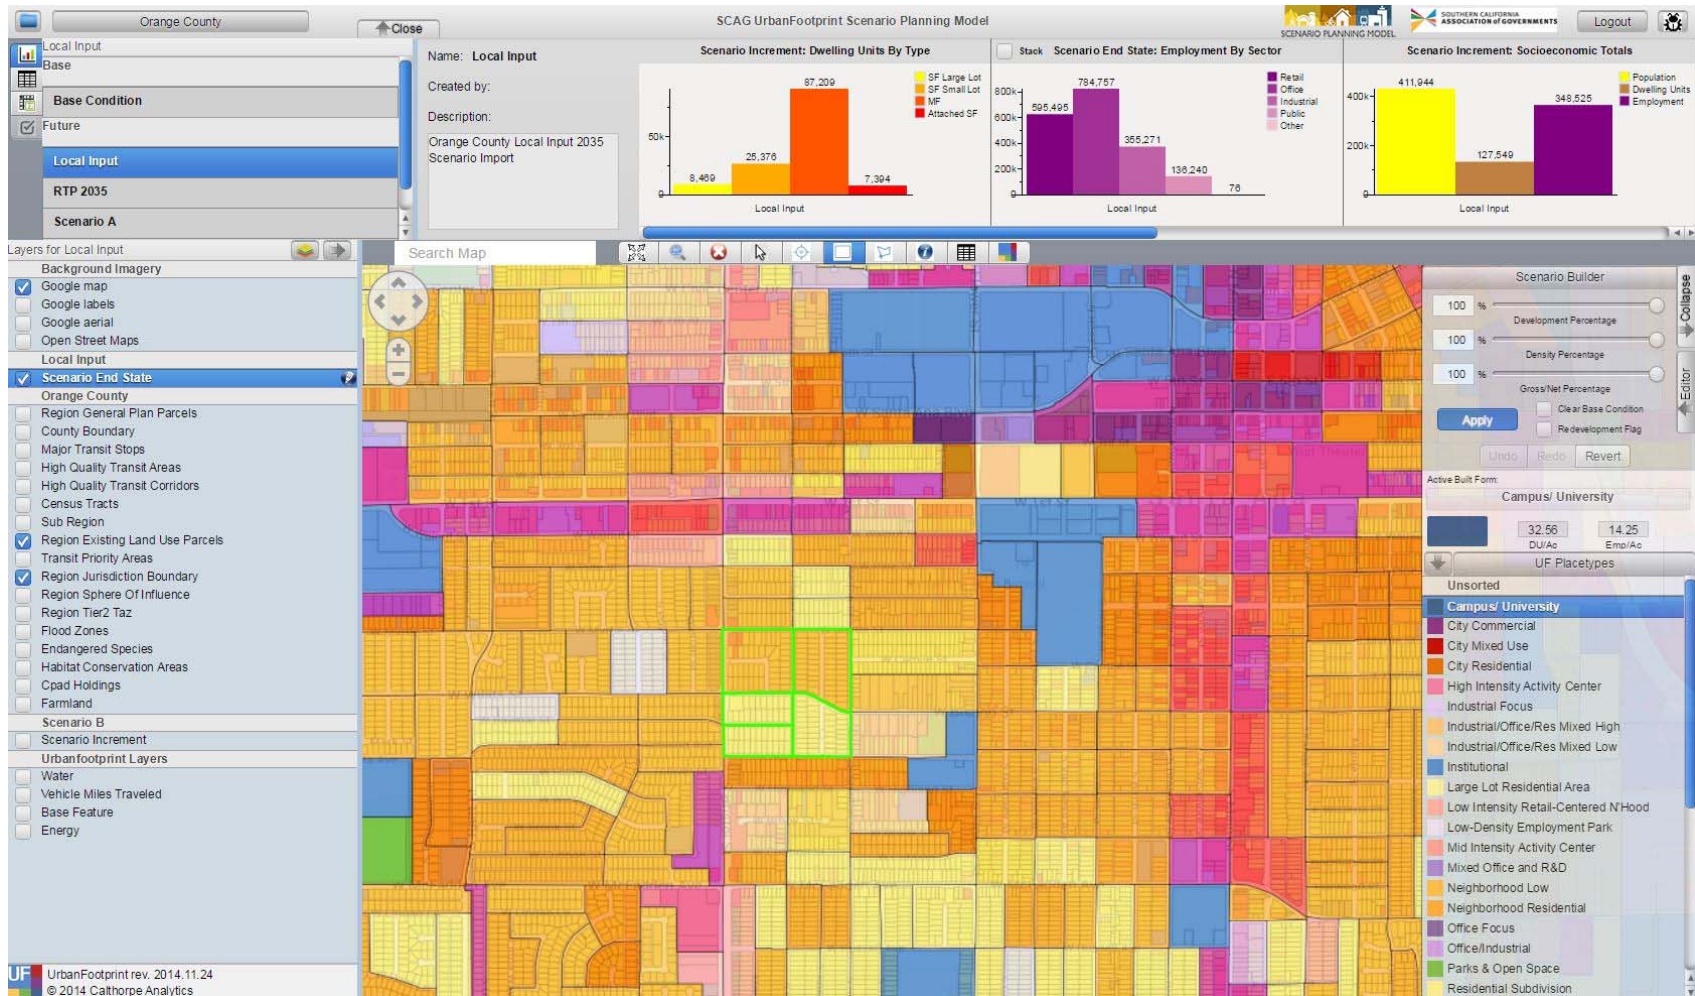 Orange County
Close
SCAG UrbanFootprint Scenario Planning Model
SCENARIO PLANNING MODEL
SOUTHERN CALIFORNIA
ASSOCIATION of GOVERNMENTS
Logout
Local Input
Base
Base Condition
Future
Local Input
RTP 2035
Scenario A
Name: Local Input
Created by:
Description:
Orange County Local Input 2035
Scenario Import
Scenario Increment: Dwelling Units By Type
87,209
25,376
8,469
7,394
50k
0
Local Input
SF Large Lot
SF Small Lot
MF
Attached SF
Stack Scenario End State: Employment By Sector
784,757
595,495
355,271
136,240
76
800k
600k
400k
200k
0
Local Input
Retail
Office
Industrial
Public
Other
Scenario Increment: Socioeconomic Totals
411,944
348,525
127,549
400k
200k
0
Local Input
Population
Dwelling Units
Employment
Layers for Local Input
Background Imagery
Google map
Google labels
Google aerial
Open Street Maps
Local Input
Scenario End State
Orange County
Region General Plan Parcels
County Boundary
Major Transit Stops
High Quality Transit Areas
High Quality Transit Corridors
Census Tracts
Sub Region
Region Existing Land Use Parcels
Transit Priority Areas
Region Jurisdiction Boundary
Region Sphere Of Influence
Region Tier2 Taz
Flood Zones
Endangered Species
Habitat Conservation Areas
Cpad Holdings
Farmland
Scenario B
Scenario Increment
Urbanfootprint Layers
Water
Vehicle Miles Traveled
Base Feature
Energy
UF
UrbanFootprint rev. 2014.11.24
© 2014 Calthorpe Analytics
Search Map
Scenario Builder
100 %
Development Percentage
100 %
Density Percentage
100 %
Gross/Net Percentage
Apply
Clear Base Condition
Redevelopment Flag
Undo Redo Revert
Active Built Form:
Campus/ University
32.56 14.25
DU/Ac Emp/Ac
UF Placetypes
Unsorted
Campus/ University
City Commercial
City Mixed Use
City Residential
High Intensity Activity Center
Industrial Focus
Industrial/Office/Res Mixed High
Industrial/Office/Res Mixed Low
Institutional
Large Lot Residential Area
Low Intensity Retail-Centered N'Hood
Low-Density Employment Park
Mid Intensity Activity Center
Mixed Office and R&D
Neighborhood Low
Neighborhood Residential
Office Focus
Office/Industrial
Parks & Open Space
Residential Subdivision
Collapse
Editor